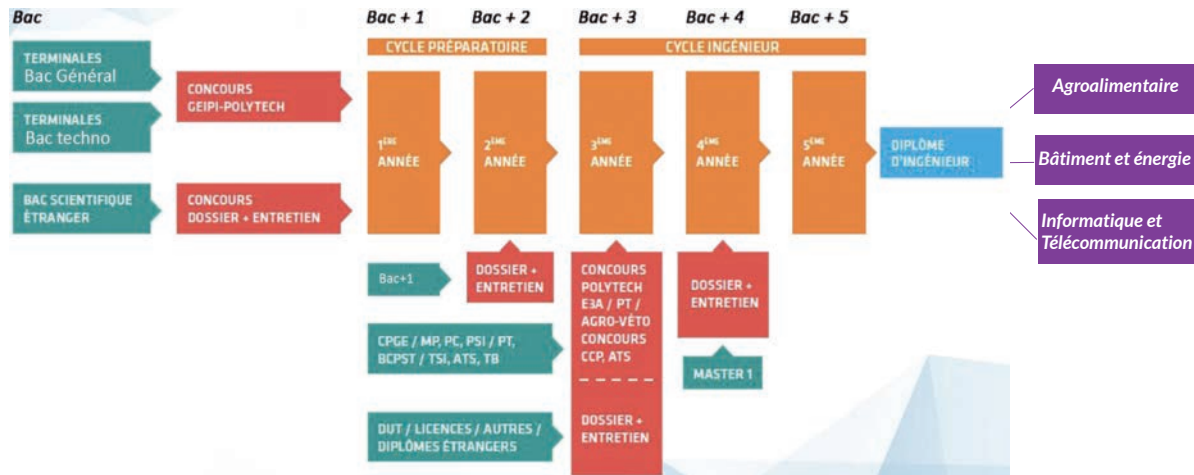 Bac
Bac + 1
Bac + 2
Bac + 3
Bac + 4
Bac + 5
CYCLE PRÉPARATOIRE
CYCLE INGÉNIEUR
TERMINALES
Bac Général
TERMINALES
Bac techno
CONCOURS
GEIPI-POLYTECH
BAC SCIENTIFIQUE
ÉTRANGER
CONCOURS
DOSSIER + ENTRETIEN
1ÈRE
ANNÉE
2ÈME
ANNÉE
3ÈME
ANNÉE
4ÈME
ANNÉE
5ÈME
ANNÉE
DIPLÔME
D'INGÉNIEUR
Agroalimentaire
Bâtiment et énergie
Informatique et
Télécommunication
Bac+1
DOSSIER +
ENTRETIEN
CPGE / MP, PC, PSI / PT,
BCPST / TSI, ATS, TB
DUT / LICENCES / AUTRES /
DIPLÔMES ÉTRANGERS
CONCOURS
POLYTECH
E3A / PT /
AGRO-VÉTO
CONCOURS
CCP, ATS
DOSSIER +
ENTRETIEN
DOSSIER +
ENTRETIEN
MASTER 1